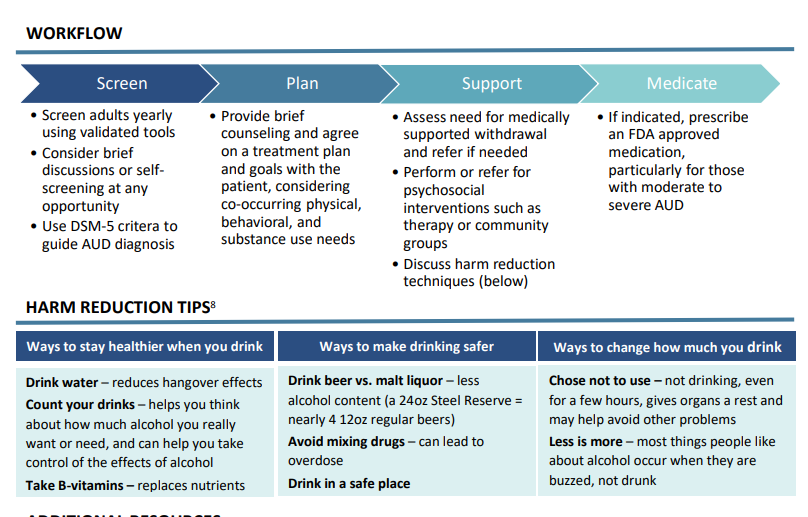 WORKFLOW
Screen
Plan
Support
Medicate
• Screen adults yearly
using validated tools
• Consider brief
discussions or self-
screening at any
opportunity
• Use DSM-5 critera to
guide AUD diagnosis
• Provide brief
counseling and agree
on a treatment plan
and goals with the
patient, considering
co-occurring physical,
behavioral, and
substance use needs
• Assess need for medically
supported withdrawal
and refer if needed
• Perform or refer for
psychosocial
interventions such as
therapy or community
groups
• Discuss harm reduction
techniques (below)
• If indicated, prescribe
an FDA approved
medication,
particularly for those
with moderate to
severe AUD
HARM REDUCTION TIPS⁸
Ways to stay healthier when you drink
Drink water – reduces hangover effects
Count your drinks – helps you think
about how much alcohol you really
want or need, and can help you take
control of the effects of alcohol
Take B-vitamins – replaces nutrients
Ways to make drinking safer
Drink beer vs. malt liquor – less
alcohol content (a 24oz Steel Reserve =
nearly 4 12oz regular beers)
Avoid mixing drugs – can lead to
overdose
Drink in a safe place
Ways to change how much you drink
Chose not to use – not drinking, even
for a few hours, gives organs a rest and
may help avoid other problems
Less is more – most things people like
about alcohol occur when they are
buzzed, not drunk
ADDITIONAL RESOURCES